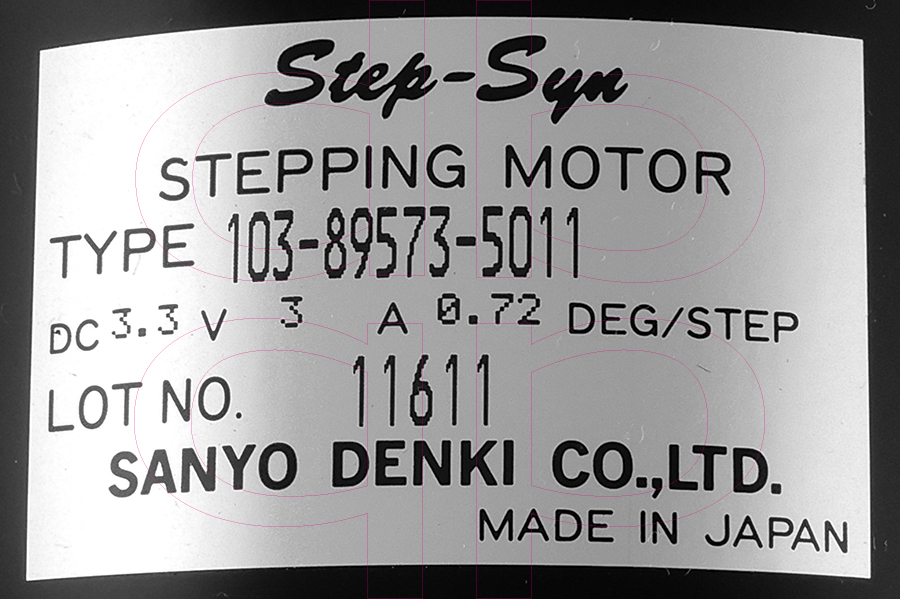 Step-Syn
STEPPING MOTOR
TYPE 103-89573-5011
DC 3.3 V 3 A 0.72 DEG/STEP
LOT NO. 11611
SANYO DENKI CO.,LTD.
MADE IN JAPAN